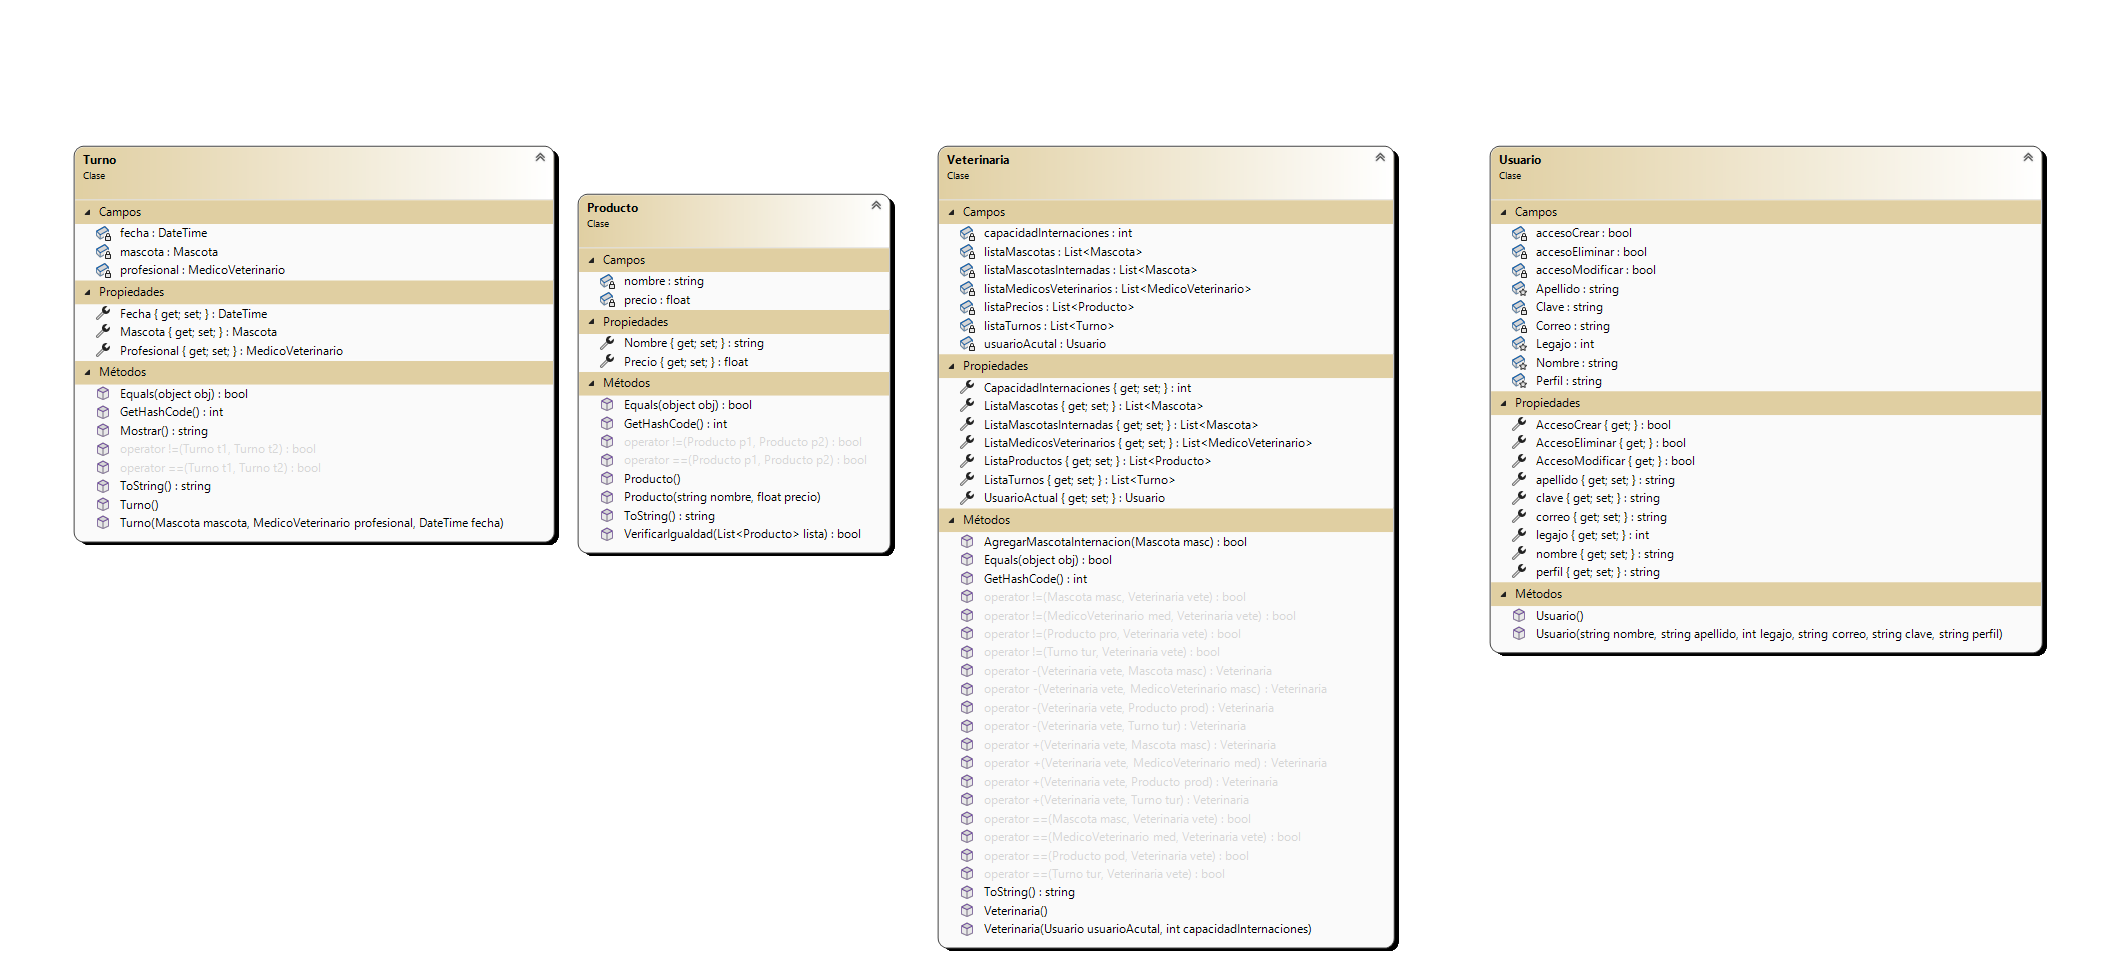 Turno
Clase
Campos
fecha : DateTime
mascota : Mascota
profesional : MedicoVeterinario
Propiedades
Fecha { get; set; } : DateTime
Mascota { get; set; } : Mascota
Profesional { get; set; } : MedicoVeterinario
Métodos
Equals(object obj) : bool
GetHashCode() : int
Mostrar() : string
operator !=(Turno t1, Turno t2) : bool
operator ==(Turno t1, Turno t2) : bool
ToString() : string
Turno()
Turno(Mascota mascota, MedicoVeterinario profesional, DateTime fecha)
Producto
Clase
Campos
nombre : string
precio : float
Propiedades
Nombre { get; set; } : string
Precio { get; set; } : float
Métodos
Equals(object obj) : bool
GetHashCode() : int
operator !=(Producto p1, Producto p2) : bool
operator ==(Producto p1, Producto p2) : bool
Producto()
Producto(string nombre, float precio)
ToString() : string
VerificarIgualdad(List<Producto> lista) : bool
Veterinaria
Clase
Campos
capacidadInternaciones : int
listaMascotas : List<Mascota>
listaMascotasInternadas : List<Mascota>
listaMedicosVeterinarios : List<MedicoVeterinario>
listaPrecios : List<Producto>
listaTurnos : List<Turno>
usuarioAcutal : Usuario
Propiedades
CapacidadInternaciones { get; set; } : int
ListaMascotas { get; set; } : List<Mascota>
ListaMascotasInternadas { get; set; } : List<Mascota>
ListaMedicosVeterinarios { get; set; } : List<MedicoVeterinario>
ListaProductos { get; set; } : List<Producto>
ListaTurnos { get; set; } : List<Turno>
UsuarioActual { get; set; } : Usuario
Métodos
AgregarMascotaInternacion(Mascota masc) : bool
Equals(object obj) : bool
GetHashCode() : int
operator !=(Mascota masc, Veterinaria vete) : bool
operator !=(MedicoVeterinario med, Veterinaria vete) : bool
operator !=(Producto pro, Veterinaria vete) : bool
operator !=(Turno tur, Veterinaria vete) : bool
operator -(Veterinaria vete, Mascota masc) : Veterinaria
operator -(Veterinaria vete, MedicoVeterinario masc) : Veterinaria
operator -(Veterinaria vete, Producto prod) : Veterinaria
operator -(Veterinaria vete, Turno tur) : Veterinaria
operator +(Veterinaria vete, Mascota masc) : Veterinaria
operator +(Veterinaria vete, MedicoVeterinario med) : Veterinaria
operator +(Veterinaria vete, Producto prod) : Veterinaria
operator +(Veterinaria vete, Turno tur) : Veterinaria
operator ==(Mascota masc, Veterinaria vete) : bool
operator ==(MedicoVeterinario med, Veterinaria vete) : bool
operator ==(Producto pod, Veterinaria vete) : bool
operator ==(Turno tur, Veterinaria vete) : bool
ToString() : string
Veterinaria()
Veterinaria(Usuario usuarioAcutal, int capacidadInternaciones)
Usuario
Clase
Campos
accesoCrear : bool
accesoEliminar : bool
accesoModificar : bool
Apellido : string
Clave : string
Correo : string
Legajo : int
Nombre : string
Perfil : string
Propiedades
AccesoCrear { get; } : bool
AccesoEliminar { get; } : bool
AccesoModificar { get; } : bool
apellido { get; set; } : string
clave { get; set; } : string
correo { get; set; } : string
legajo { get; set; } : int
nombre { get; set; } : string
perfil { get; set; } : string
Métodos
Usuario()
Usuario(string nombre, string apellido, int legajo, string correo, string clave, string perfil)